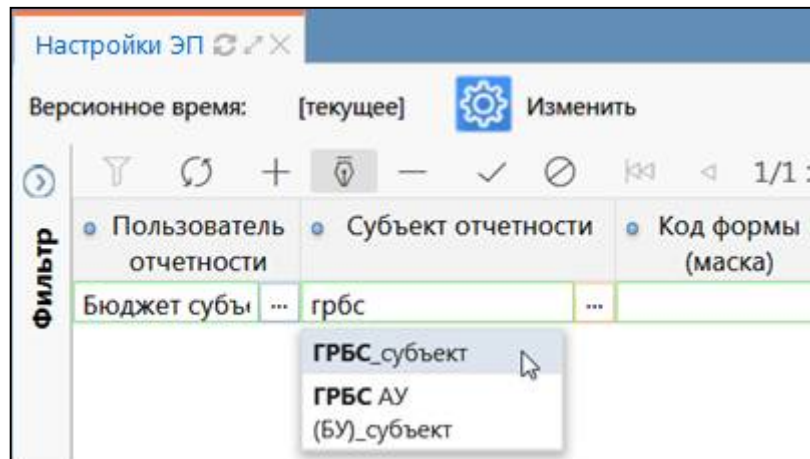 Настройки ЭП
Версионное время: [текущее] Изменить
1/1
Фильтр
Пользователь отчетности
Субъект отчетности
Код формы (маска)
Бюджет субъ ... грбс ...
ГРБС_субъект
ГРБС АУ
(БУ)_субъект